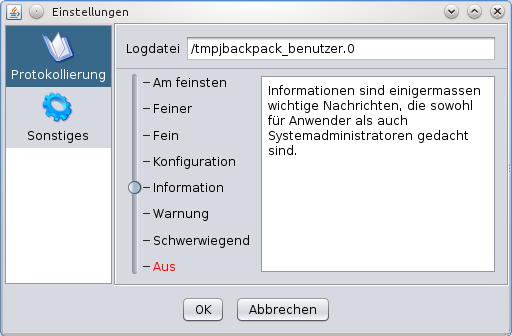 Einstellungen
Protokollierung
Sonstiges
Logdatei /tmpjbackpack_benutzer.0
Am feinsten
Feiner
Fein
Konfiguration
Information
Warnung
Schwerwiegend
Aus
Informationen sind einigermassen
wichtige Nachrichten, die sowohl
für Anwender als auch
Systemadministratoren gedacht
sind.
OK Abbrechen